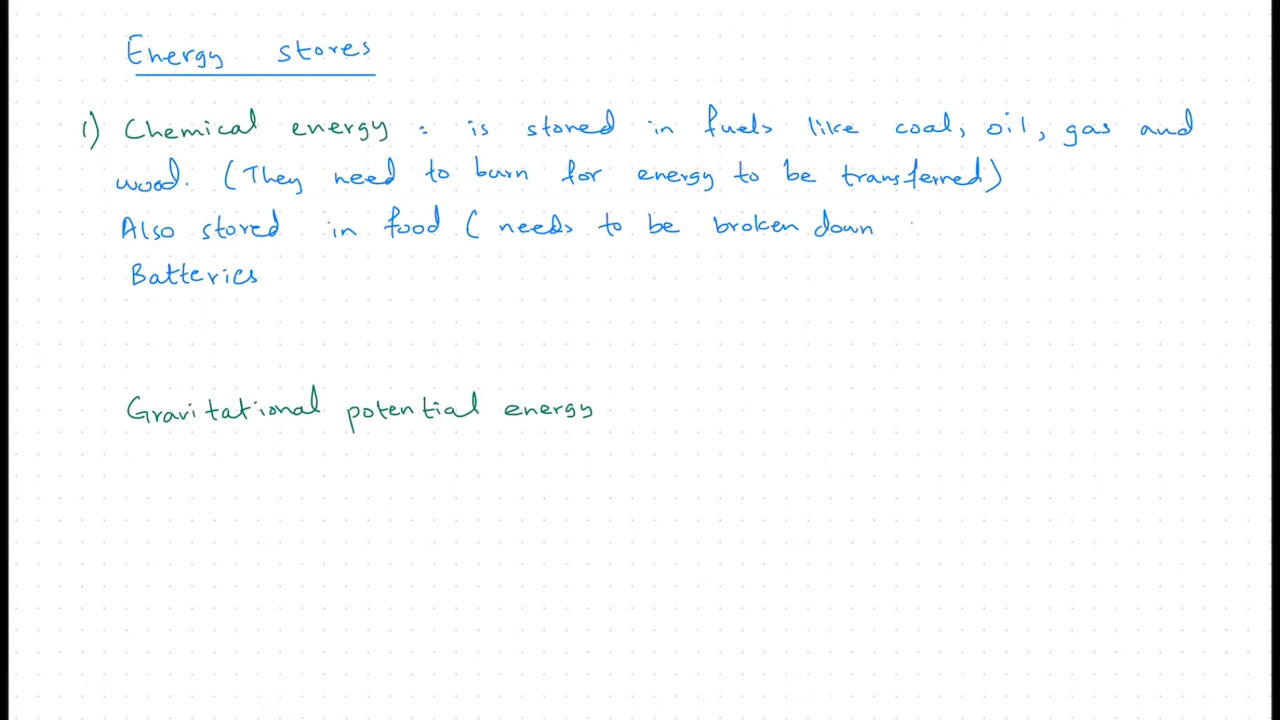 Energy stores
1) Chemical energy : is stored in fuels like coal, oil, gas and
wood. (They need to burn for energy to be transferred)
Also stored in food ( needs to be broken down
Batteries
Gravitational potential energy